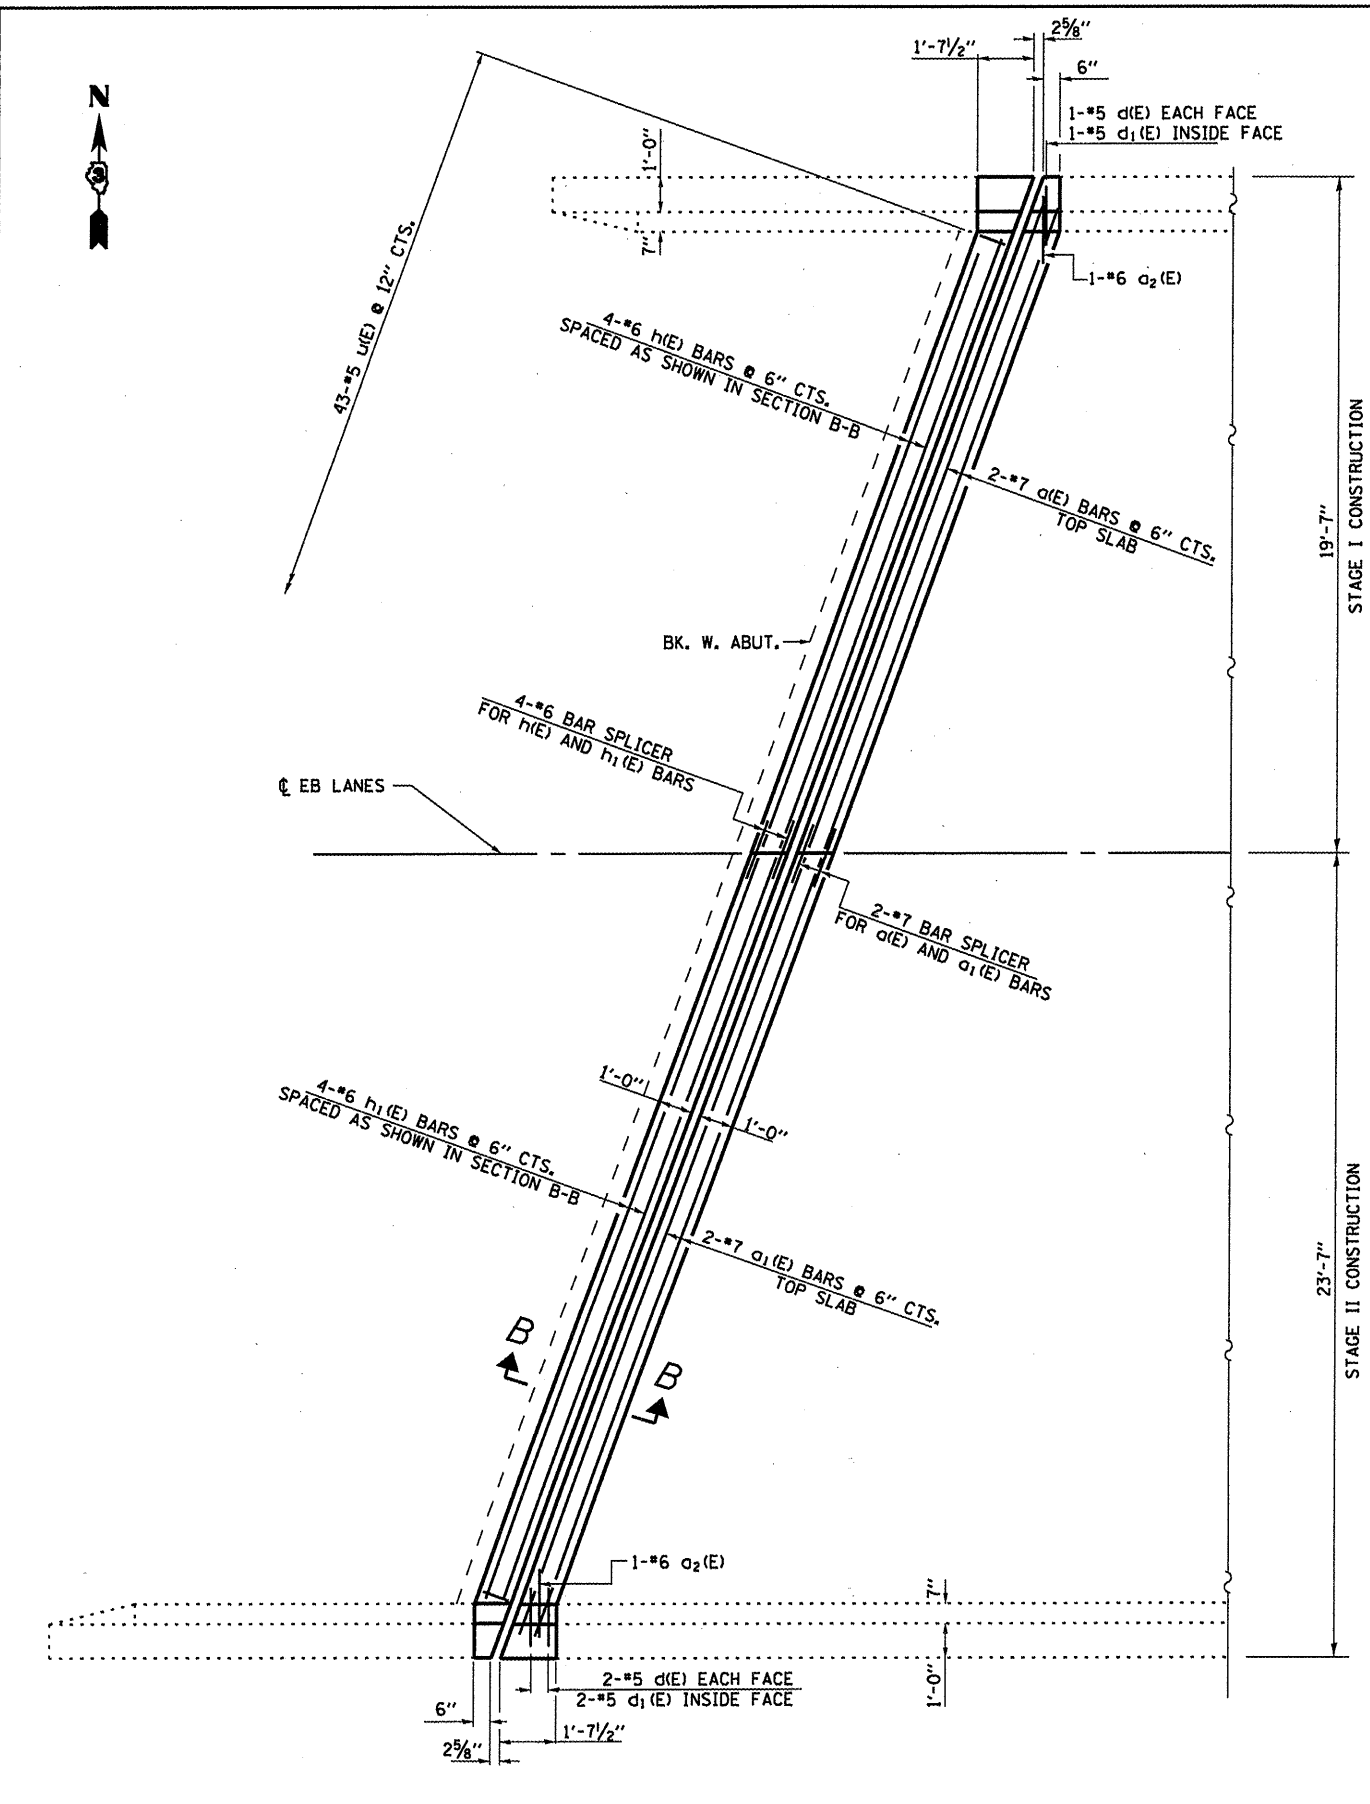 2⅝"
1'-7½"
6"
1-#5 d(E) EACH FACE
1-#5 d₁(E) INSIDE FACE
N
1'-0"
7"
1-#6 a₂(E)
43-#5 u(E) @ 12" CTS.
4-#6 h(E) BARS @ 6" CTS.
SPACED AS SHOWN IN SECTION B-B
2-#7 a(E) BARS @ 6" CTS.
TOP SLAB
19'-7"
STAGE I CONSTRUCTION
BK. W. ABUT.
4-#6 BAR SPLICER
FOR h(E) AND h₁(E) BARS
℄ EB LANES
2-#7 BAR SPLICER
FOR a(E) AND a₁(E) BARS
1'-0"
1'-0"
4-#6 h₁(E) BARS @ 6" CTS.
SPACED AS SHOWN IN SECTION B-B
2-#7 a₁(E) BARS @ 6" CTS.
TOP SLAB
23'-7"
STAGE II CONSTRUCTION
B
B
1-#6 a₂(E)
7"
1'-0"
2-#5 d(E) EACH FACE
2-#5 d₁(E) INSIDE FACE
6"
1'-7½"
2⅝"